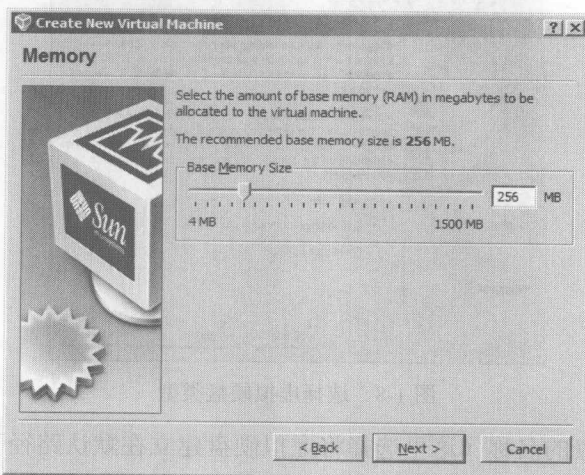 Create New Virtual Machine
Memory
Select the amount of base memory (RAM) in megabytes to be
allocated to the virtual machine.
The recommended base memory size is 256 MB.
Base Memory Size
256 MB
4 MB 1500 MB
Sun
< Back Next > Cancel